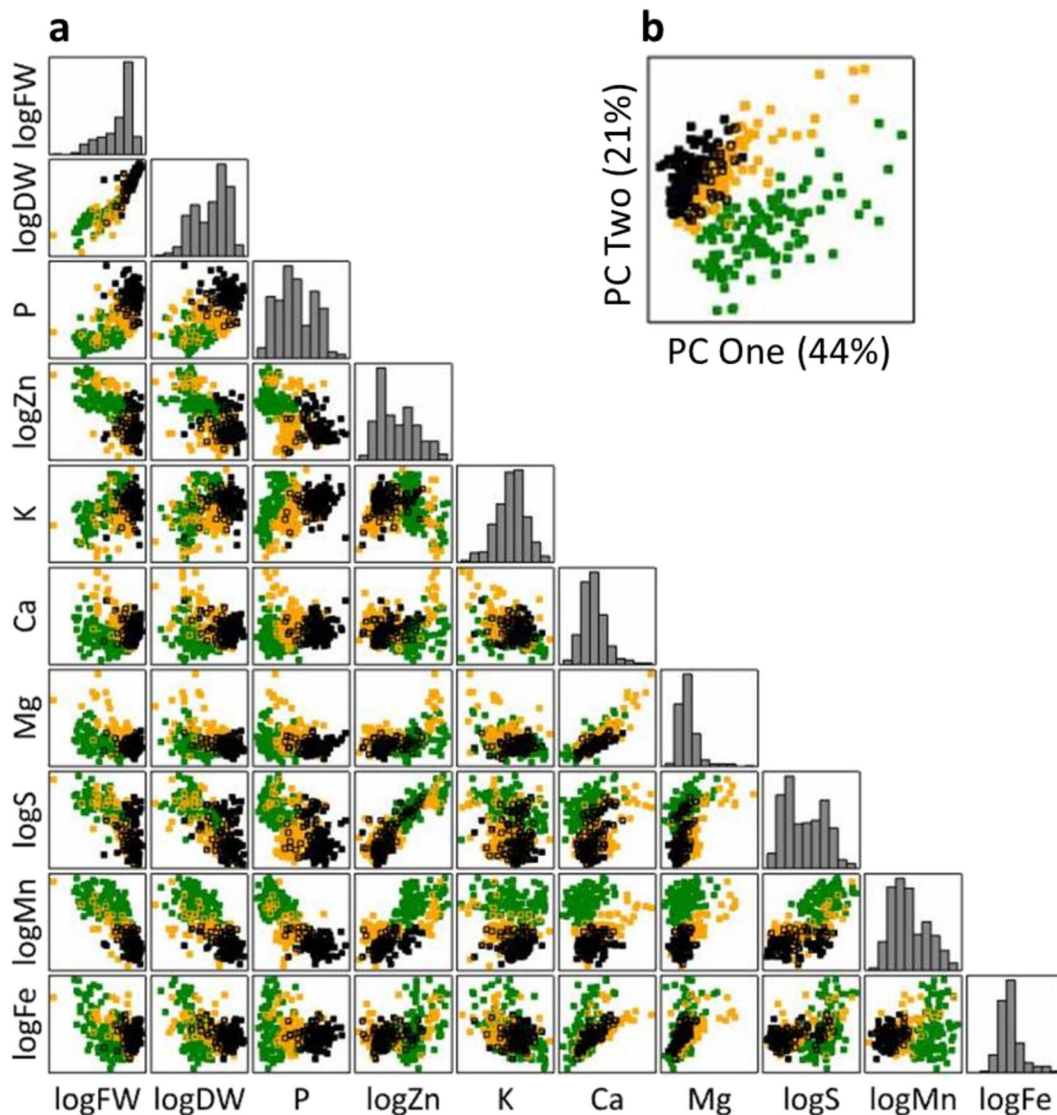 a
b
logFW
logDW
P
logZn
K
Ca
Mg
logS
logMn
logFe
PC Two (21%)
PC One (44%)
logFW logDW P logZn K Ca Mg logS logMn logFe